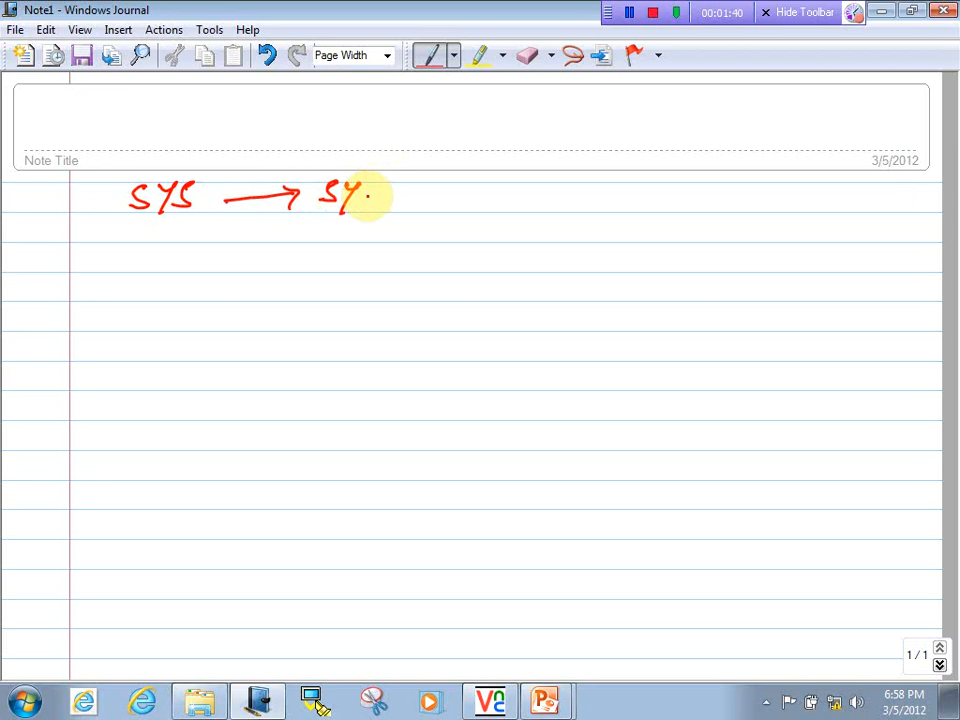 Note1 - Windows Journal
00:01:40 Hide Toolbar
File Edit View Insert Actions Tools Help
Page Width
Note Title 3/5/2012
SYS → SY
1 / 1
6:58 PM
3/5/2012